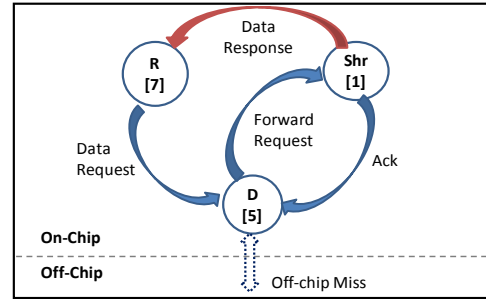 Data
Response
R
[7]
Shr
[1]
Forward
Request
Data
Request
Ack
D
[5]
On-Chip
Off-Chip
Off-chip Miss